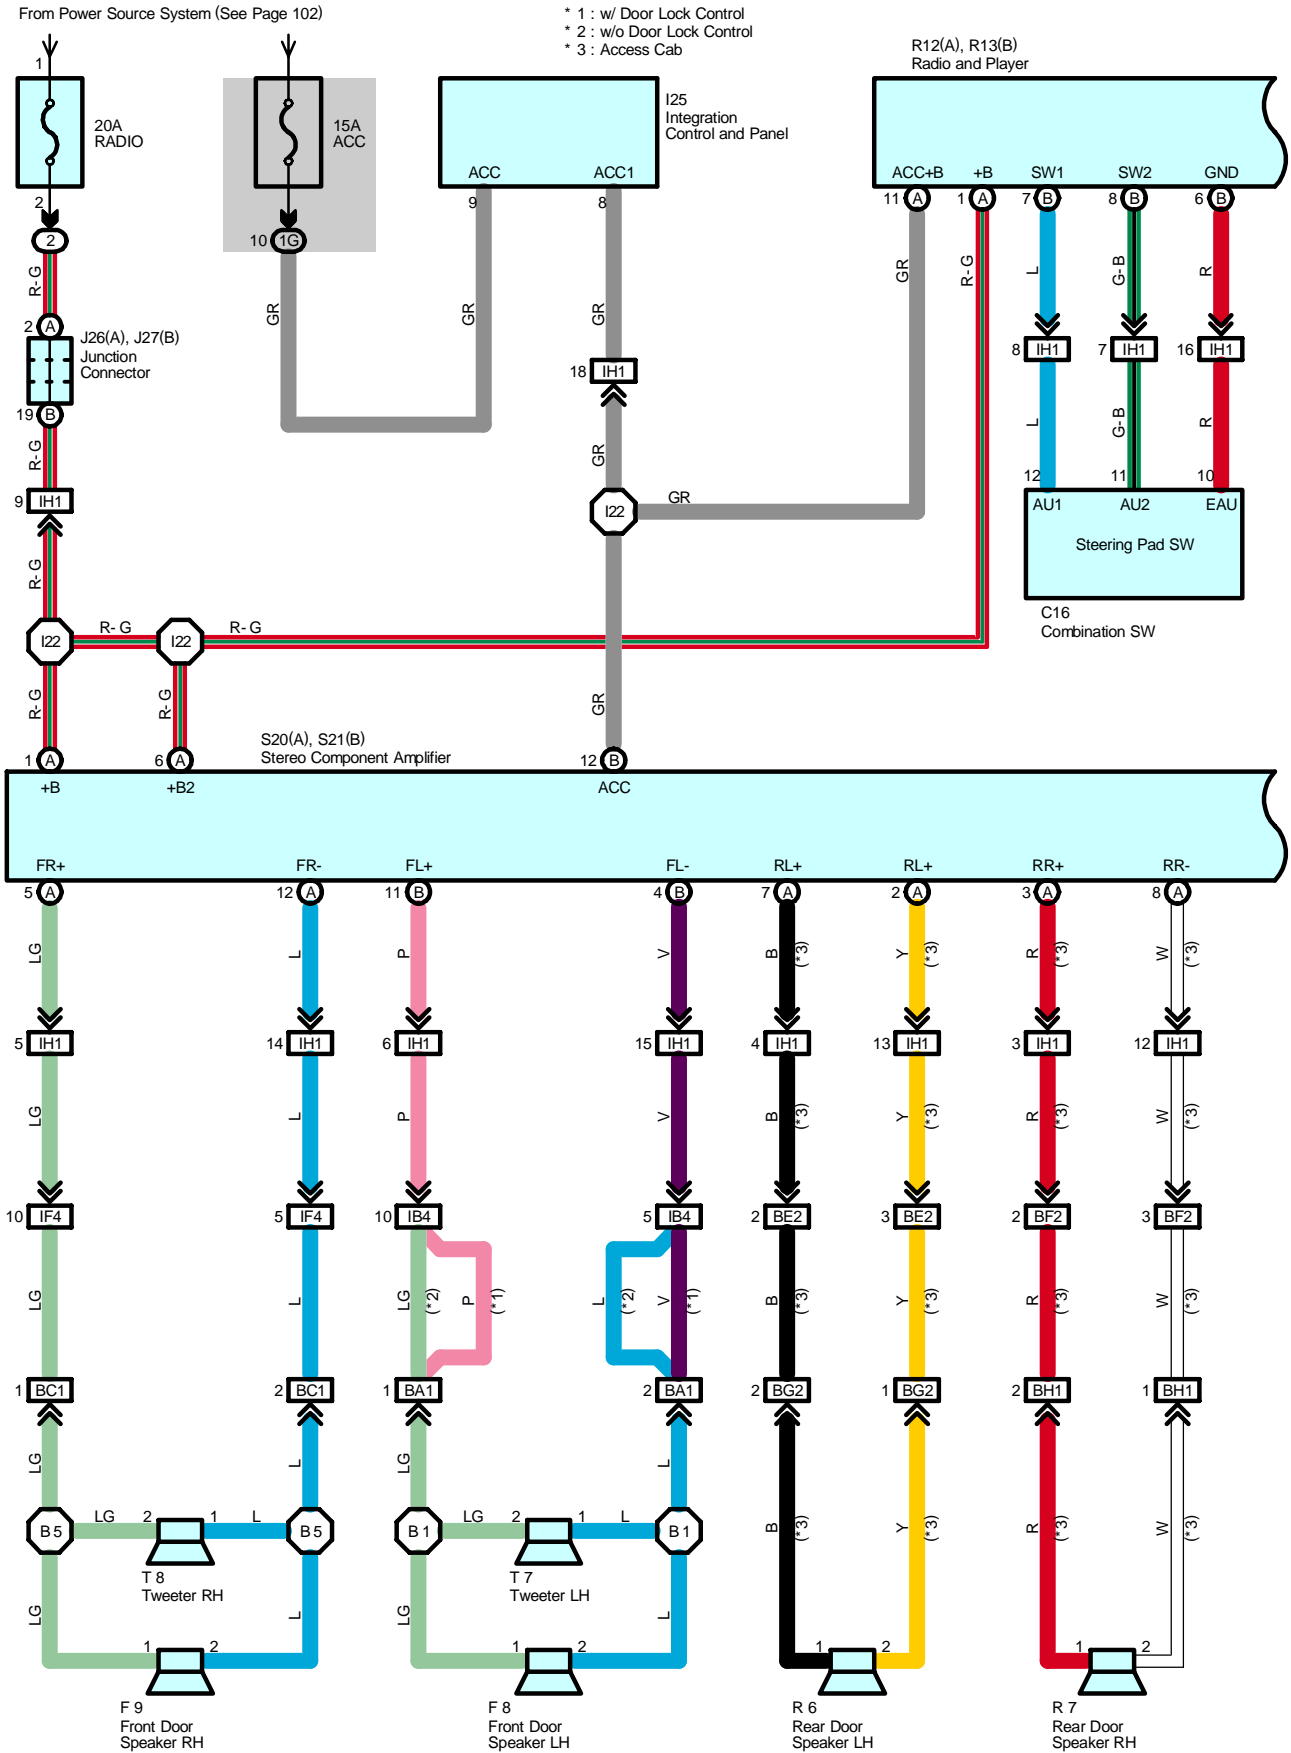 From Power Source System (See Page 102)
* 1 : w/ Door Lock Control
* 2 : w/o Door Lock Control
* 3 : Access Cab
R12(A), R13(B)
Radio and Player
1
20A
RADIO
15A
ACC
I25
Integration
Control and Panel
ACC ACC1
ACC+B +B SW1 SW2 GND
2 9 8 11 A 1 A 7 B 8 B 6 B
2 10 1G
R-G GR GR GR GR R-G L G-B R
2 A
J26(A), J27(B)
Junction
Connector
18 IH1 8 IH1 7 IH1 16 IH1
19 B
R-G GR L G-B R
9 IH1
12 11 10
I22 GR AU1 AU2 EAU
Steering Pad SW
R-G
C16
Combination SW
I22 R-G I22 R-G
R-G R-G GR
S20(A), S21(B)
Stereo Component Amplifier
1 A 6 A 12 B
+B +B2 ACC
FR+ FR- FL+ FL- RL+ RL+ RR+ RR-
5 A 12 A 11 B 4 B 7 A 2 A 3 A 8 A
LG L P V B (*3) Y (*3) R (*3) W (*3)
5 IH1 14 IH1 6 IH1 15 IH1 4 IH1 13 IH1 3 IH1 12 IH1
LG L P V B (*3) Y (*3) R (*3) W (*3)
10 IF4 5 IF4 10 IB4 5 IB4 2 BE2 3 BE2 2 BF2 3 BF2
LG L LG (*2) P (*1) L (*2) V (*1) B (*3) Y (*3) R (*3) W (*3)
1 BC1 2 BC1 1 BA1 2 BA1 2 BG2 1 BG2 2 BH1 1 BH1
LG L LG L
B 5 LG 2 1 L B 5 B 1 LG 2 1 L B 1 B (*3) Y (*3) R (*3) W (*3)
T 8
Tweeter RH
T 7
Tweeter LH
LG L LG L
1 2 1 2 1 2 1 2
F 9
Front Door
Speaker RH
F 8
Front Door
Speaker LH
R 6
Rear Door
Speaker LH
R 7
Rear Door
Speaker RH